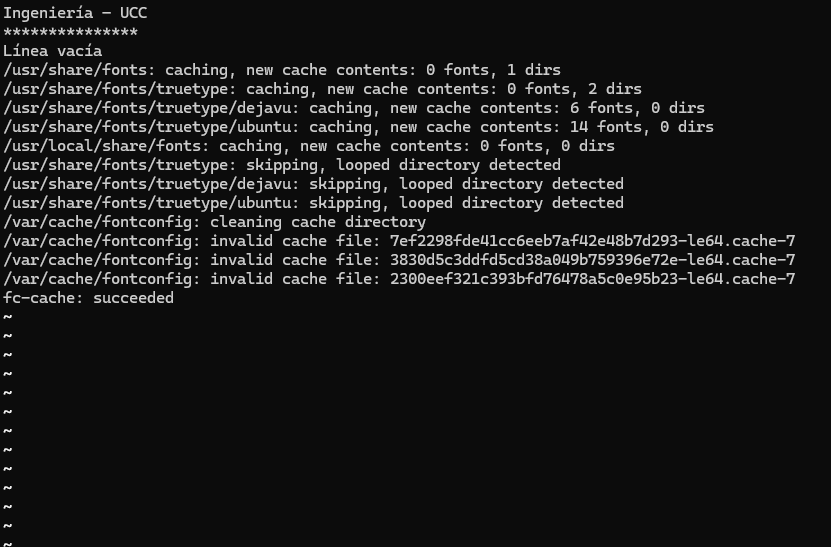 Ingeniería - UCC
***************
Línea vacía
/usr/share/fonts: caching, new cache contents: 0 fonts, 1 dirs
/usr/share/fonts/truetype: caching, new cache contents: 0 fonts, 2 dirs
/usr/share/fonts/truetype/dejavu: caching, new cache contents: 6 fonts, 0 dirs
/usr/share/fonts/truetype/ubuntu: caching, new cache contents: 14 fonts, 0 dirs
/usr/local/share/fonts: caching, new cache contents: 0 fonts, 0 dirs
/usr/share/fonts/truetype: skipping, looped directory detected
/usr/share/fonts/truetype/dejavu: skipping, looped directory detected
/usr/share/fonts/truetype/ubuntu: skipping, looped directory detected
/var/cache/fontconfig: cleaning cache directory
/var/cache/fontconfig: invalid cache file: 7ef2298fde41cc6eeb7af42e48b7d293-le64.cache-7
/var/cache/fontconfig: invalid cache file: 3830d5c3ddfd5cd38a049b759396e72e-le64.cache-7
/var/cache/fontconfig: invalid cache file: 2300eef321c393bfd76478a5c0e95b23-le64.cache-7
fc-cache: succeeded
~
~
~
~
~
~
~
~
~
~
~
~
~